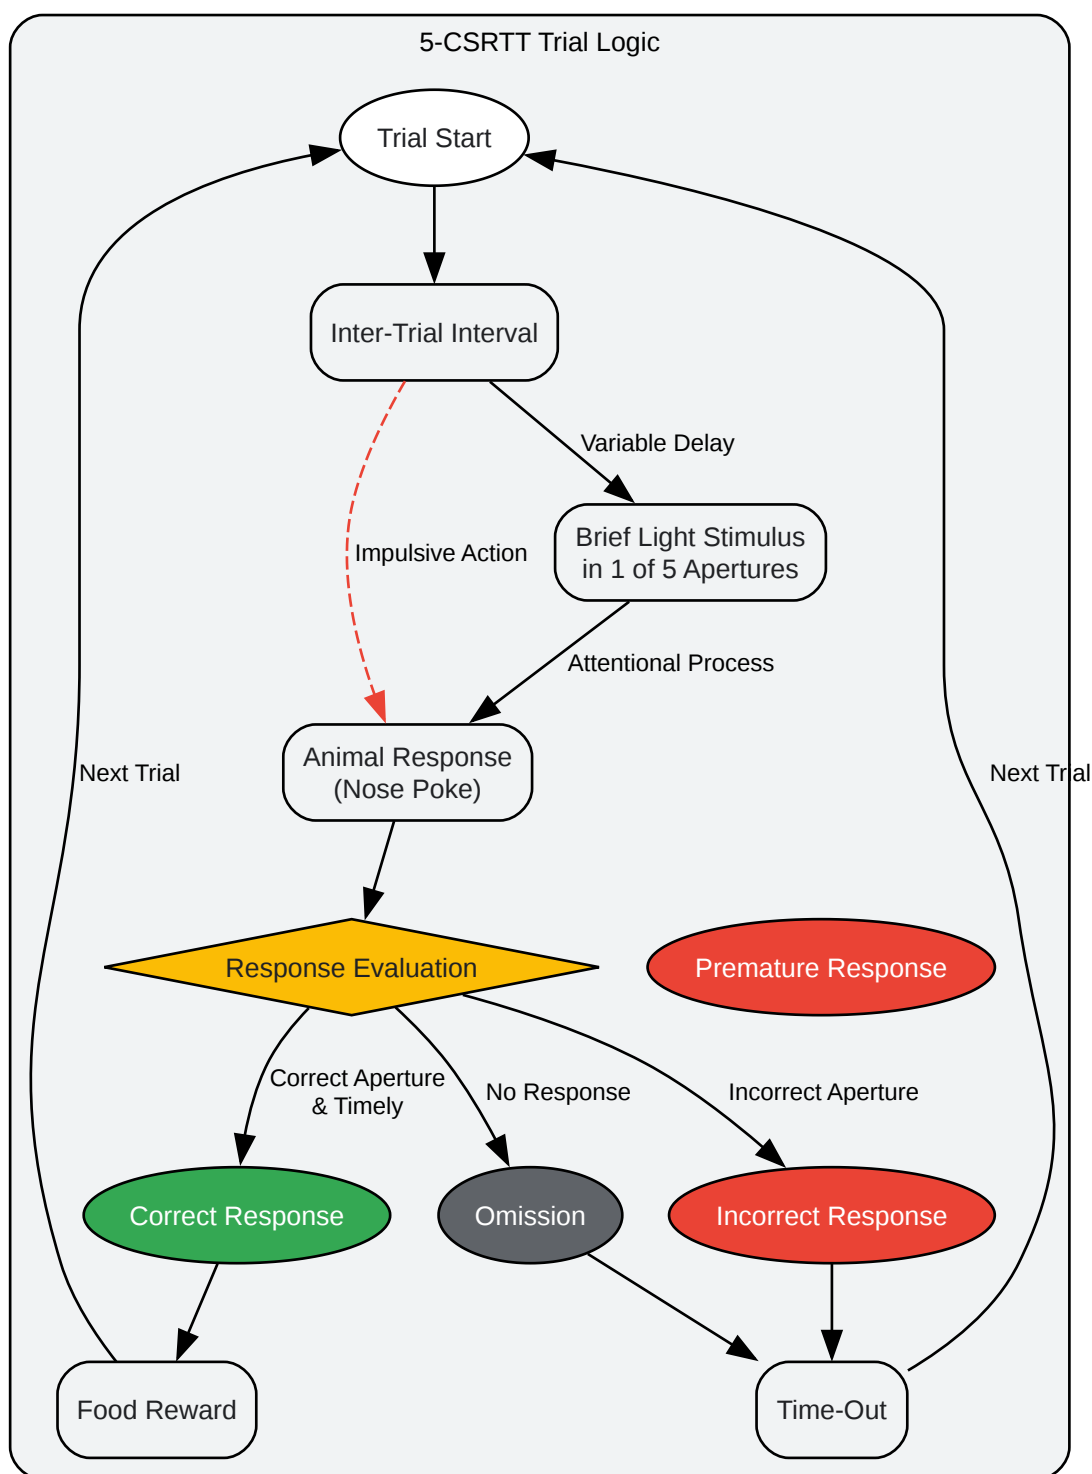 5-CSRTT Trial Logic
Trial Start
Inter-Trial Interval
Variable Delay
Brief Light Stimulus
in 1 of 5 Apertures
Impulsive Action
Attentional Process
Animal Response
(Nose Poke)
Next Trial
Next Trial
Response Evaluation
Premature Response
Correct Aperture
& Timely
No Response
Incorrect Aperture
Correct Response
Omission
Incorrect Response
Food Reward
Time-Out